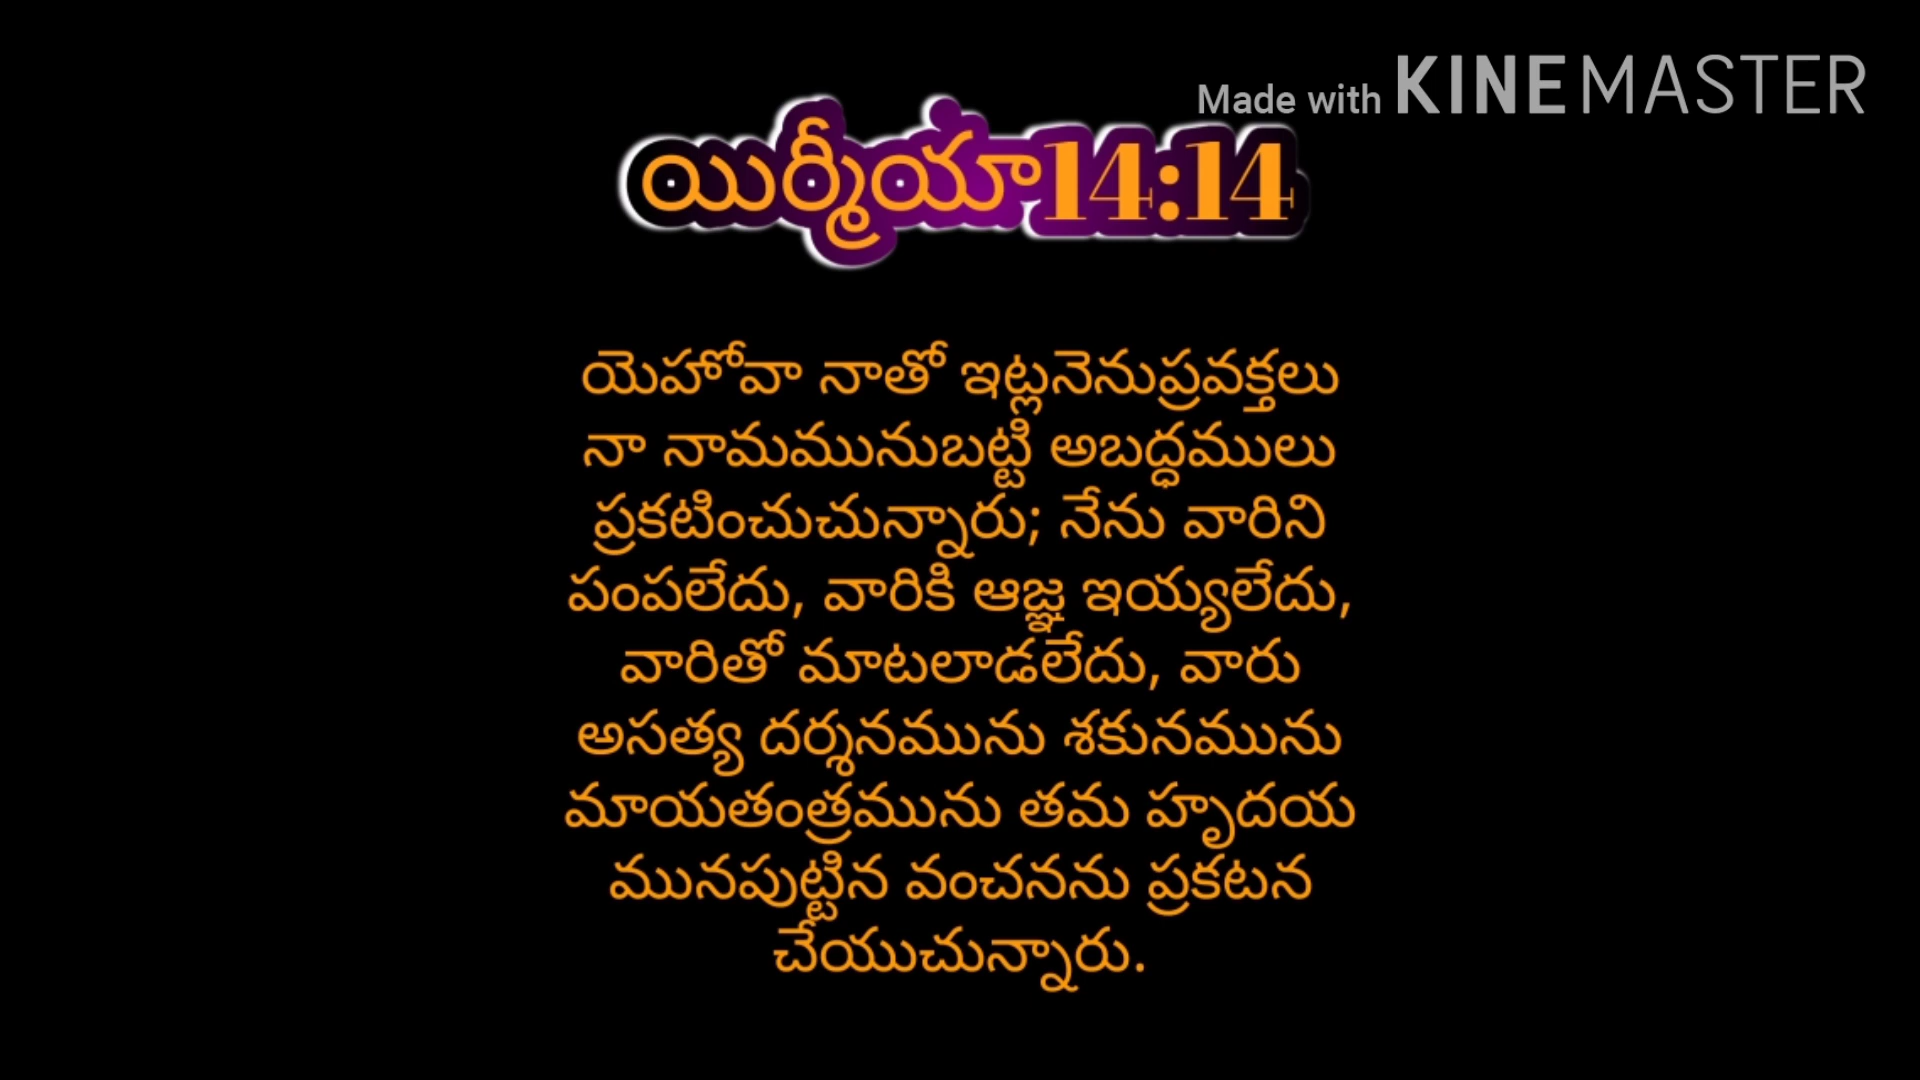 Made with KINEMASTER
యిర్మీయా14:14
యెహోవా నాతో ఇట్లనెనుప్రవక్తలు
నా నామమునుబట్టి అబద్ధములు
ప్రకటించుచున్నారు; నేను వారిని
పంపలేదు, వారికి ఆజ్ఞ ఇయ్యలేదు,
వారితో మాటలాడలేదు, వారు
అసత్య దర్శనమును శకునమును
మాయతంత్రమును తమ హృదయ
మునపుట్టిన వంచనను ప్రకటన
చేయుచున్నారు.